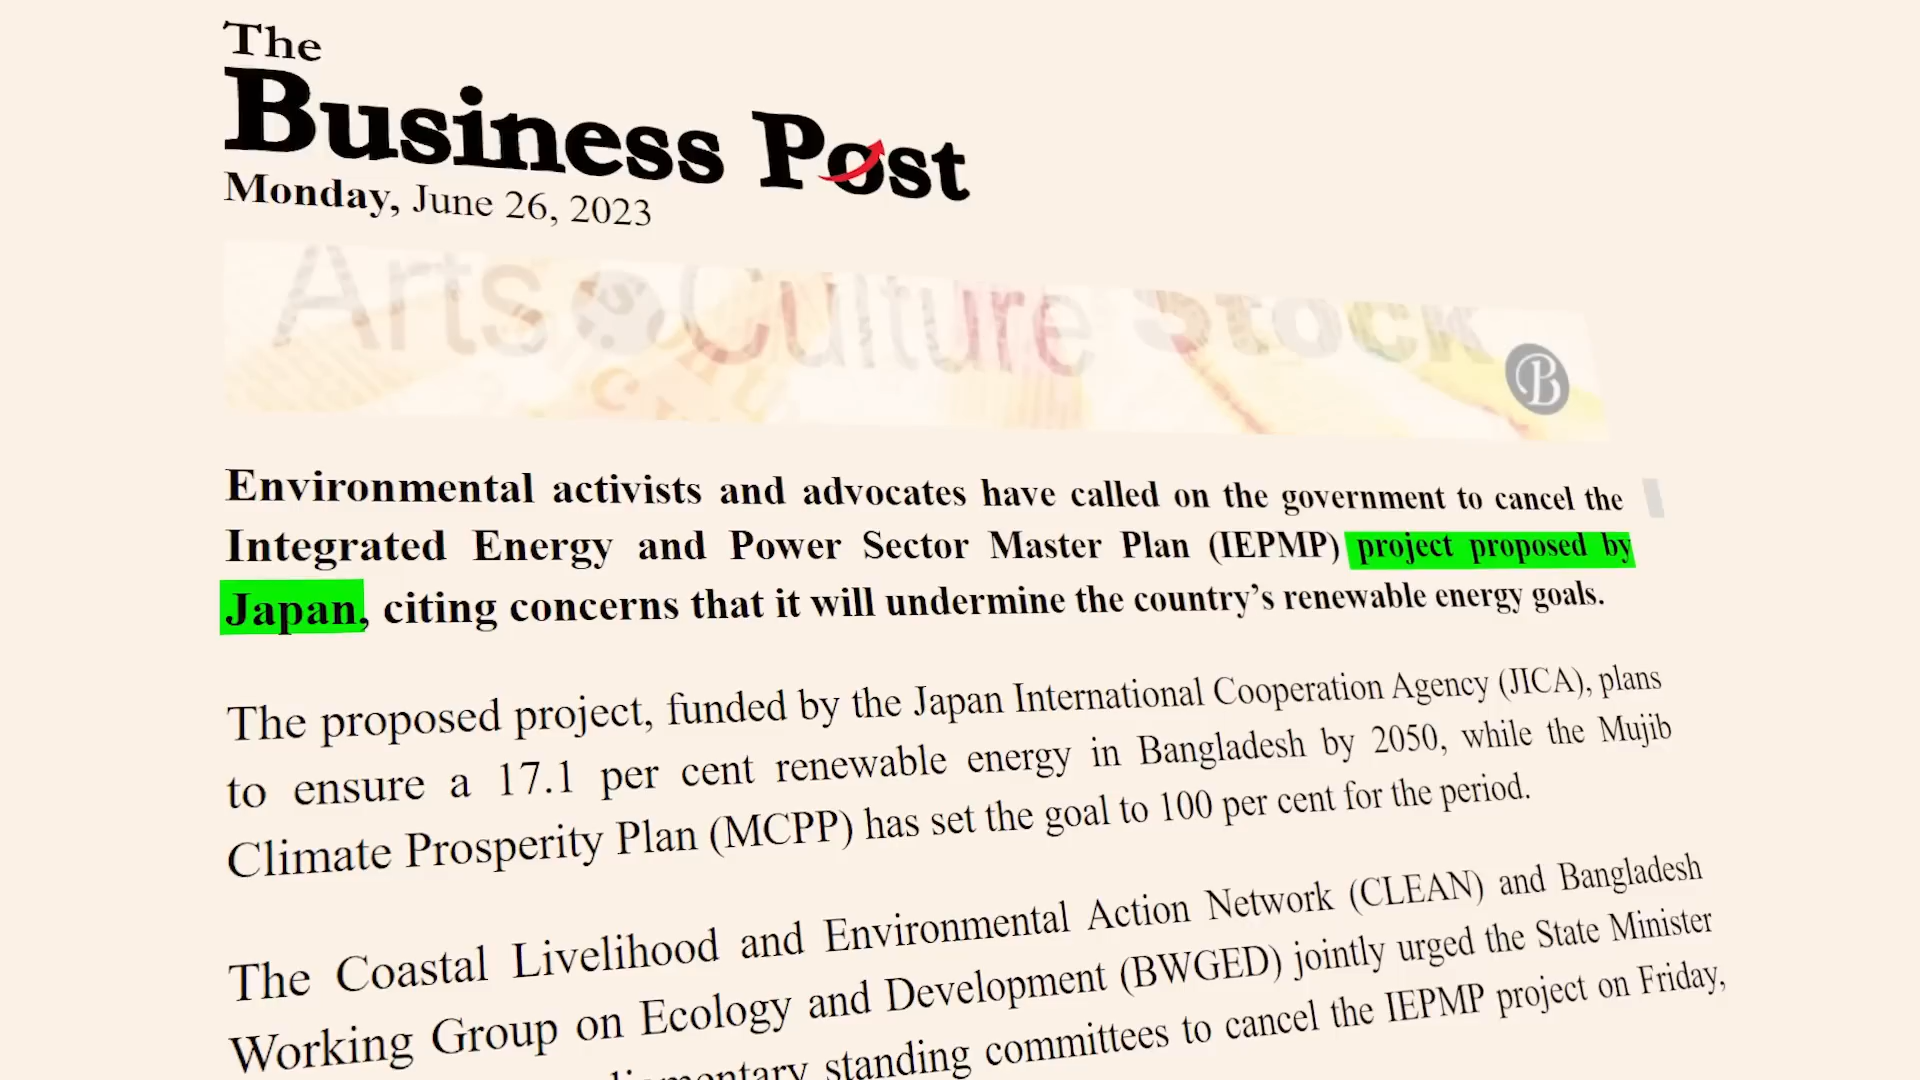 The
Business Post
Monday, June 26, 2023
Arts & Culture Stock
B
Environmental activists and advocates have called on the government to cancel the
Integrated Energy and Power Sector Master Plan (IEPMP) project proposed by
Japan, citing concerns that it will undermine the country’s renewable energy goals.
The proposed project, funded by the Japan International Cooperation Agency (JICA), plans
to ensure a 17.1 per cent renewable energy in Bangladesh by 2050, while the Mujib
Climate Prosperity Plan (MCPP) has set the goal to 100 per cent for the period.
The Coastal Livelihood and Environmental Action Network (CLEAN) and Bangladesh
Working Group on Ecology and Development (BWGED) jointly urged the State Minister
standing committees to cancel the IEPMP project on Friday,